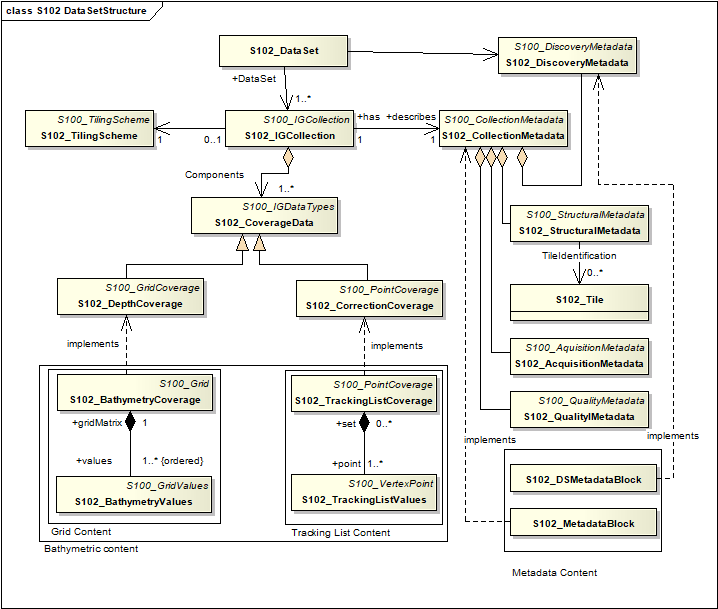 class S102 DataSetStructure
S102_DataSet
S100_DiscoveryMetadata
S102_DiscoveryMetadata
+DataSet
1..*
S100_TilingScheme
S102_TilingScheme
1
0..1
S100_IGCollection
S102_IGCollection
+has
+describes
1
1
S100_CollectionMetadata
S102_CollectionMetadata
Components
1..*
S100_IGDataTypes
S102_CoverageData
S100_StructuralMetadata
S102_StructuralMetadata
TileIdentification
0..*
S102_Tile
S100_GridCoverage
S102_DepthCoverage
S100_PointCoverage
S102_CorrectionCoverage
implements
implements
S100_AquisitionMetadata
S102_AcquisitionMetadata
S100_Grid
S102_BathymetryCoverage
S100_PointCoverage
S102_TrackingListCoverage
S100_QualityMetadata
S102_QualitylMetadata
+gridMatrix
1
+set
0..*
implements
implements
+values
1..* {ordered}
+point
1..*
S100_GridValues
S102_BathymetryValues
S100_VertexPoint
S102_TrackingListValues
S102_DSMetadataBlock
S102_MetadataBlock
Grid Content
Tracking List Content
Bathymetric content
Metadata Content